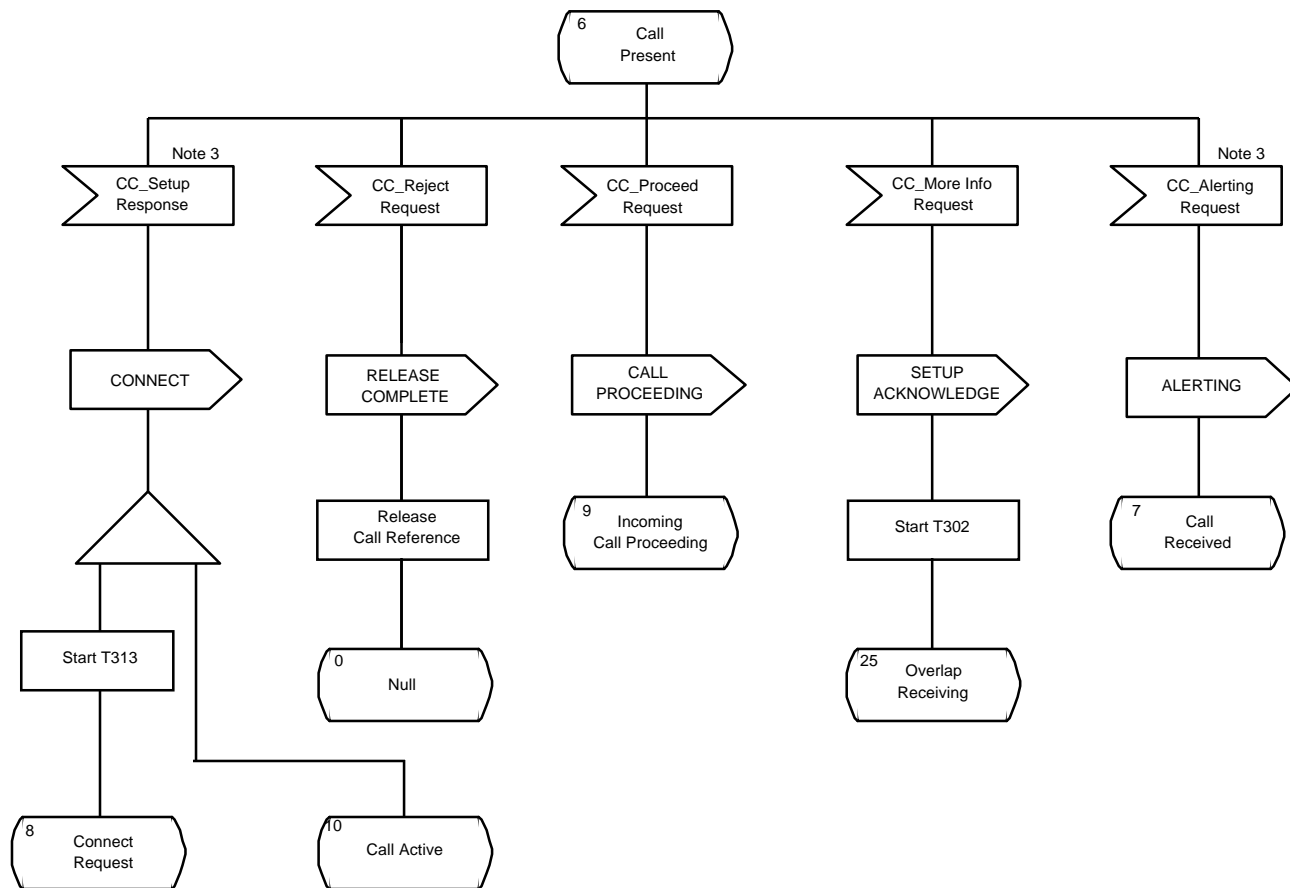 6
Call
Present
Note 3
Note 3
CC_Setup
Response
CC_Reject
Request
CC_Proceed
Request
CC_More Info
Request
CC_Alerting
Request
CONNECT
RELEASE
COMPLETE
CALL
PROCEEDING
SETUP
ACKNOWLEDGE
ALERTING
Release
Call Reference
9
Incoming
Call Proceeding
Start T302
7
Call
Received
Start T313
0
Null
25
Overlap
Receiving
8
Connect
Request
10
Call Active